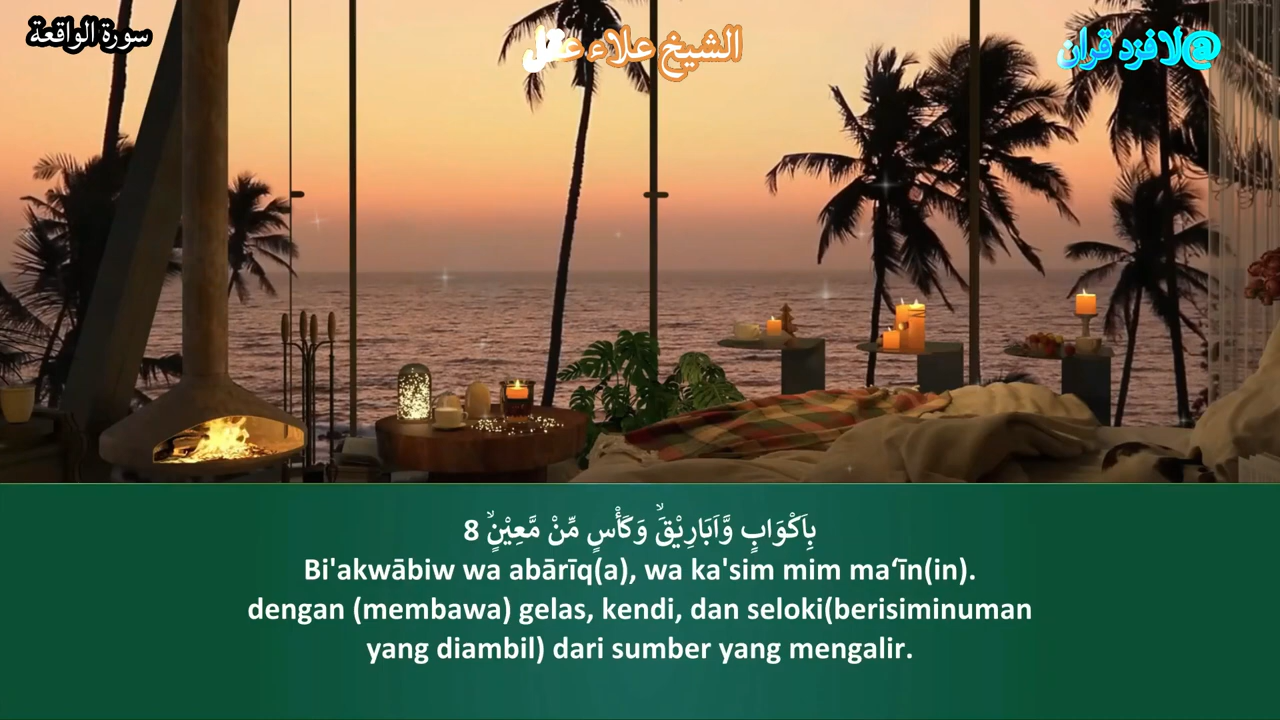 سورة الواقعة
الشيخ علاء عقل
@لافزد قران
بِاَكْوَابٍ وَّاَبَارِيْقَۙ وَكَأْسٍ مِّنْ مَّعِيْنٍۙ 8
Bi'akwābiw wa abārīq(a), wa ka'sim mim ma‘īn(in).
dengan (membawa) gelas, kendi, dan seloki(berisiminuman
yang diambil) dari sumber yang mengalir.